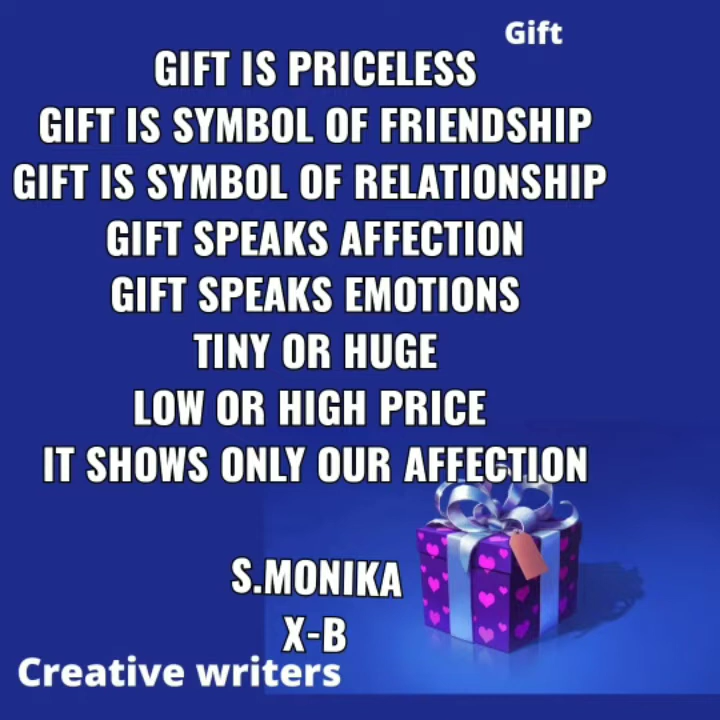 Gift
GIFT IS PRICELESS
GIFT IS SYMBOL OF FRIENDSHIP
GIFT IS SYMBOL OF RELATIONSHIP
GIFT SPEAKS AFFECTION
GIFT SPEAKS EMOTIONS
TINY OR HUGE
LOW OR HIGH PRICE
IT SHOWS ONLY OUR AFFECTION
S.MONIKA
X-B
Creative writers